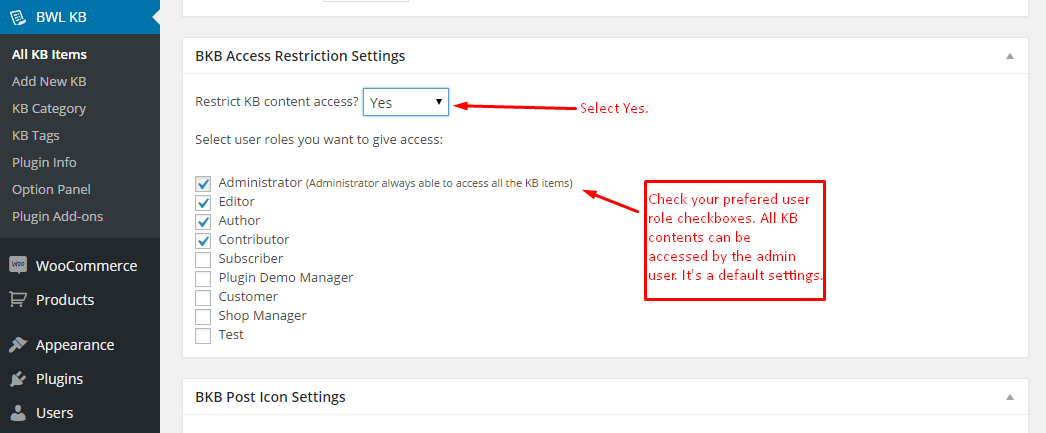 BWL KB
All KB Items
Add New KB
KB Category
KB Tags
Plugin Info
Option Panel
Plugin Add-ons
WooCommerce
Products
Appearance
Plugins
Users
BKB Access Restriction Settings
Restrict KB content access? Yes
Select Yes.
Select user roles you want to give access:
Administrator (Administrator always able to access all the KB items)
Editor
Author
Contributor
Subscriber
Plugin Demo Manager
Customer
Shop Manager
Test
Check your prefered user
role checkboxes. All KB
contents can be
accessed by the admin
user. It's a default settings.
BKB Post Icon Settings